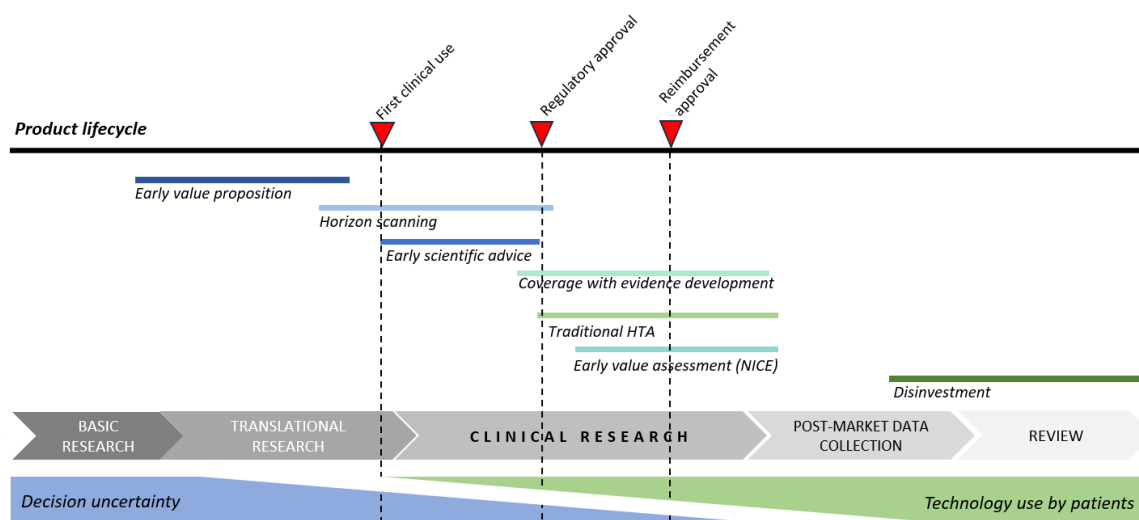 First clinical use
Regulatory approval
Reimbursement
approval
Product lifecycle
Early value proposition
Horizon scanning
Early scientific advice
Coverage with evidence development
Traditional HTA
Early value assessment (NICE)
Disinvestment
BASIC
RESEARCH
TRANSLATIONAL
RESEARCH
CLINICAL RESEARCH
POST-MARKET DATA
COLLECTION
REVIEW
Decision uncertainty
Technology use by patients